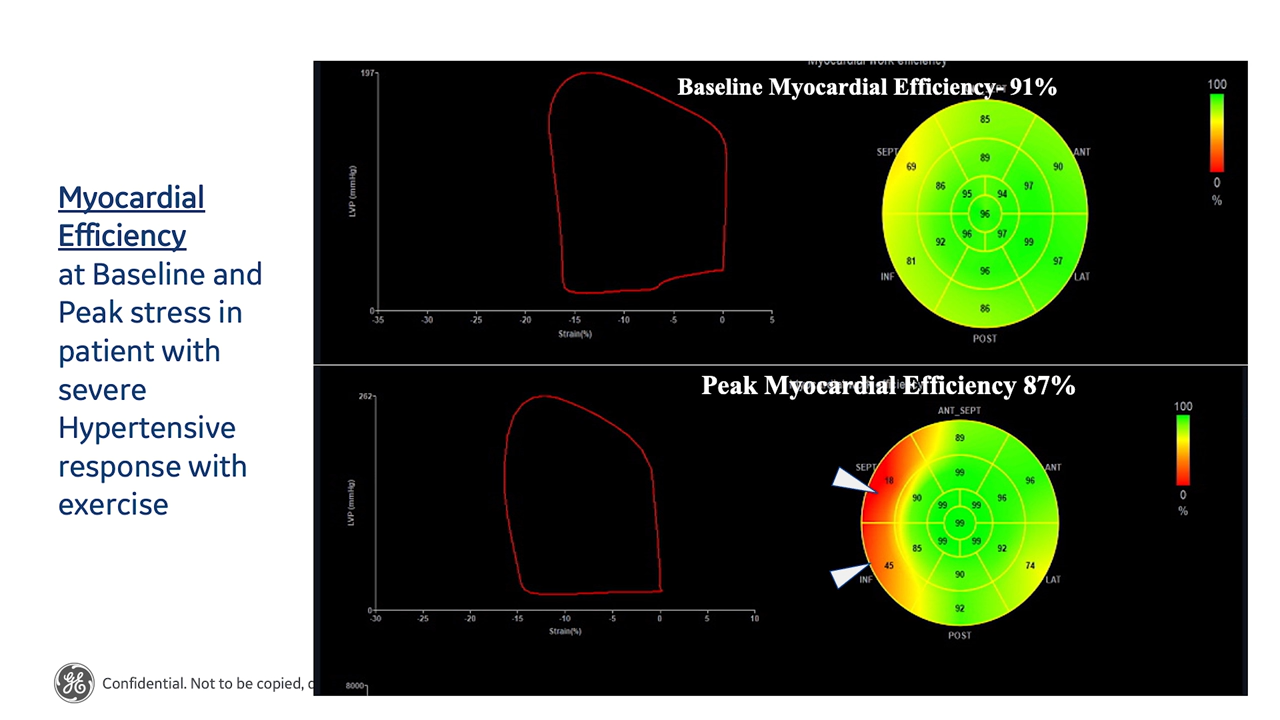 Myocardial
Efficiency
at Baseline and
Peak stress in
patient with
severe
Hypertensive
response with
exercise
Confidential. Not to be copied,
Myocardial Work Efficiency
Baseline Myocardial Efficiency- 91%
197
LVP (mmHg)
0
-35 -30 -25 -20 -15 -10 -5 0 5
Strain(%)
SEPT
ANT
INF
LAT
POST
85
69
90
89
86
97
95
94
96
96
97
92
99
81
97
96
86
100
0
%
Peak Myocardial Efficiency 87%
262
LVP (mmHg)
0
-30 -25 -20 -15 -10 -5 0 5 10
Strain(%)
ANT_SEPT
SEPT
ANT
INF
LAT
POST
89
18
96
99
90
96
99
99
99
99
99
85
92
45
74
90
92
100
0
%
8000
GE